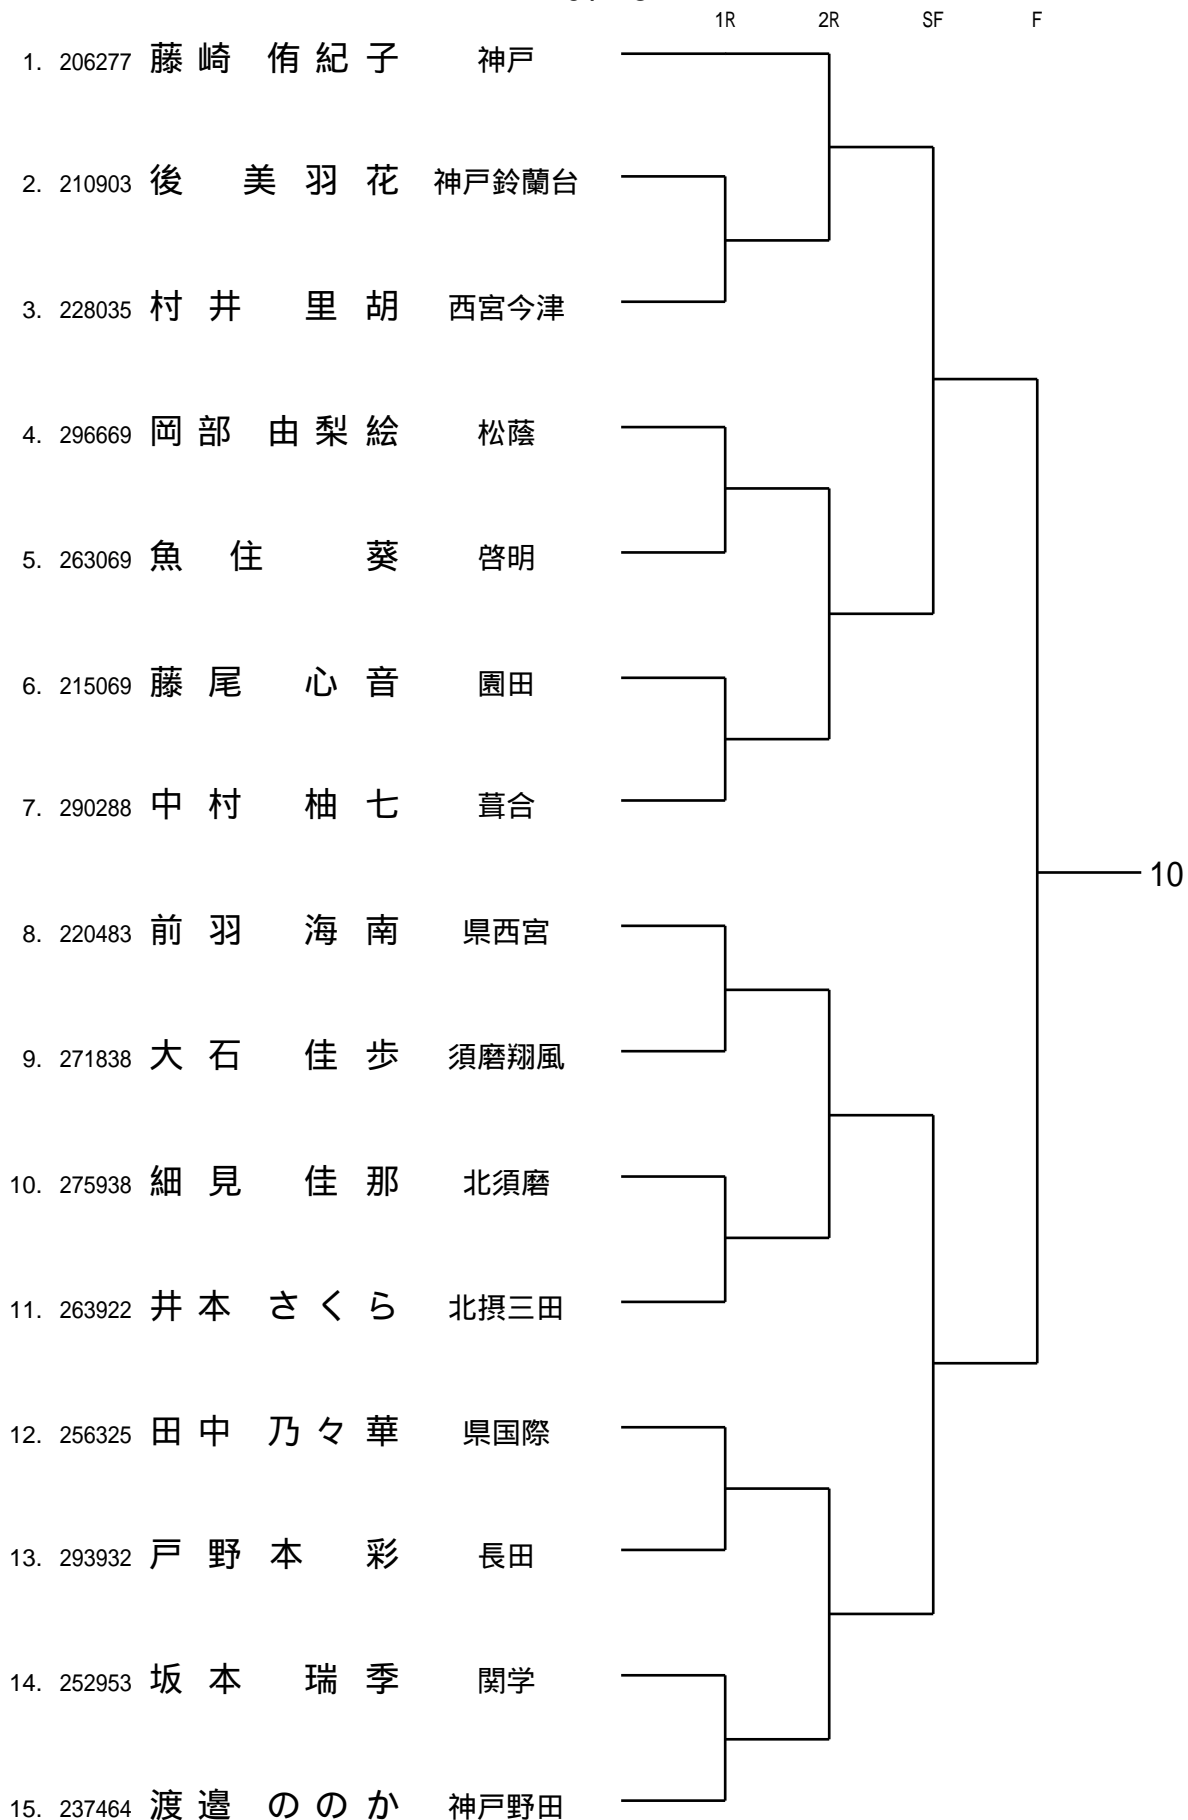 1R 2R SF F
1. 206277 藤崎 侑紀子 神戸
2. 210903 後 美羽花 神戸鈴蘭台
3. 228035 村井 里胡 西宮今津
4. 296669 岡部 由梨絵 松蔭
5. 263069 魚住 葵 啓明
6. 215069 藤尾 心音 園田
7. 290288 中村 柚七 葺合
10
8. 220483 前羽 海南 県西宮
9. 271838 大石 佳歩 須磨翔風
10. 275938 細見 佳那 北須磨
11. 263922 井本 さくら 北摂三田
12. 256325 田中 乃々華 県国際
13. 293932 戸野本 彩 長田
14. 252953 坂本 瑞季 関学
15. 237464 渡邉 ののか 神戸野田